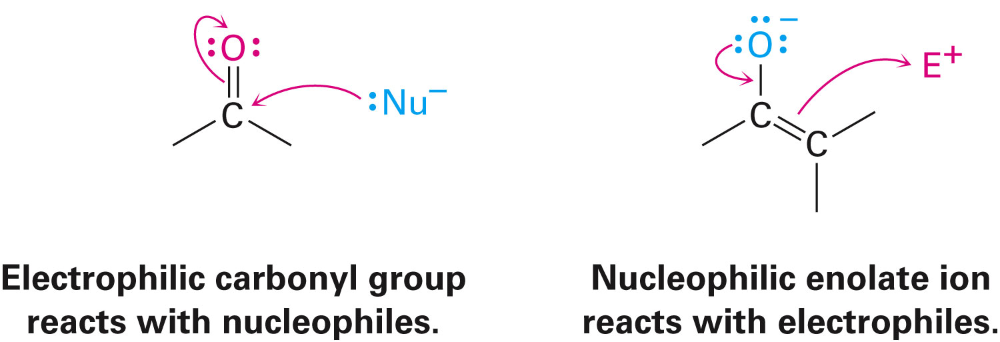 :O:
C
:Nu−
:Ö: −
E+
C
C
Electrophilic carbonyl group
reacts with nucleophiles.
Nucleophilic enolate ion
reacts with electrophiles.